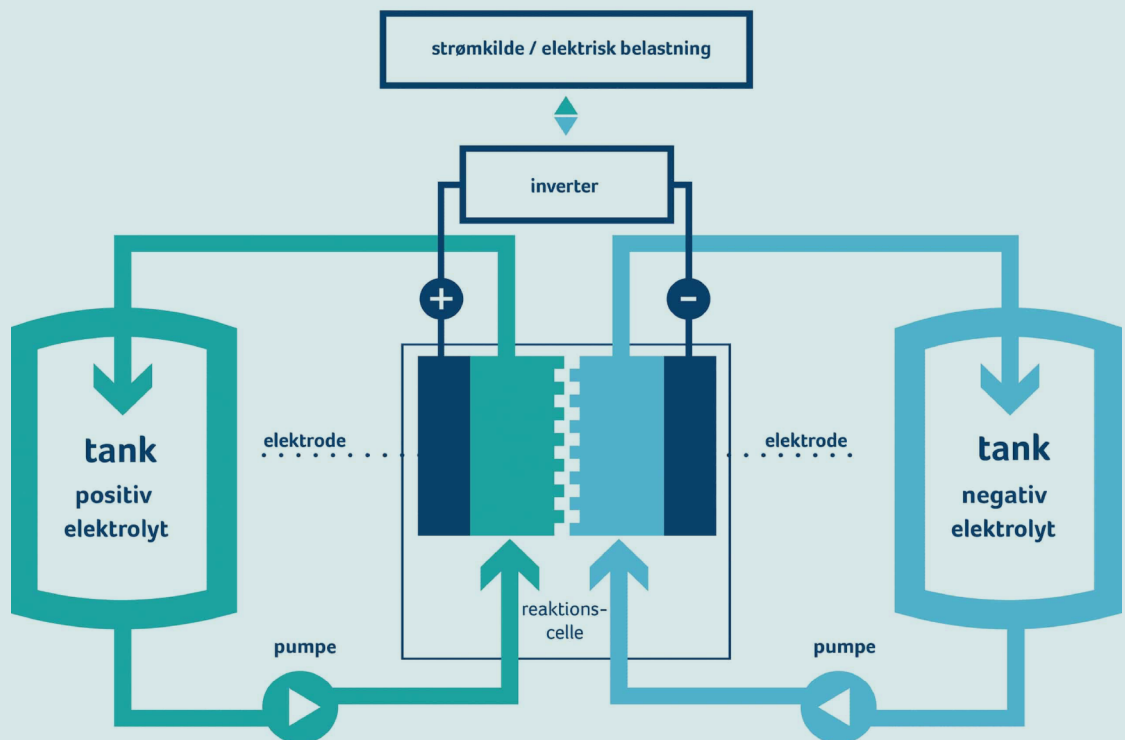 strømkilde / elektrisk belastning
inverter
+
-
elektrode
elektrode
tank
positiv
elektrolyt
tank
negativ
elektrolyt
reaktions-
celle
pumpe
pumpe